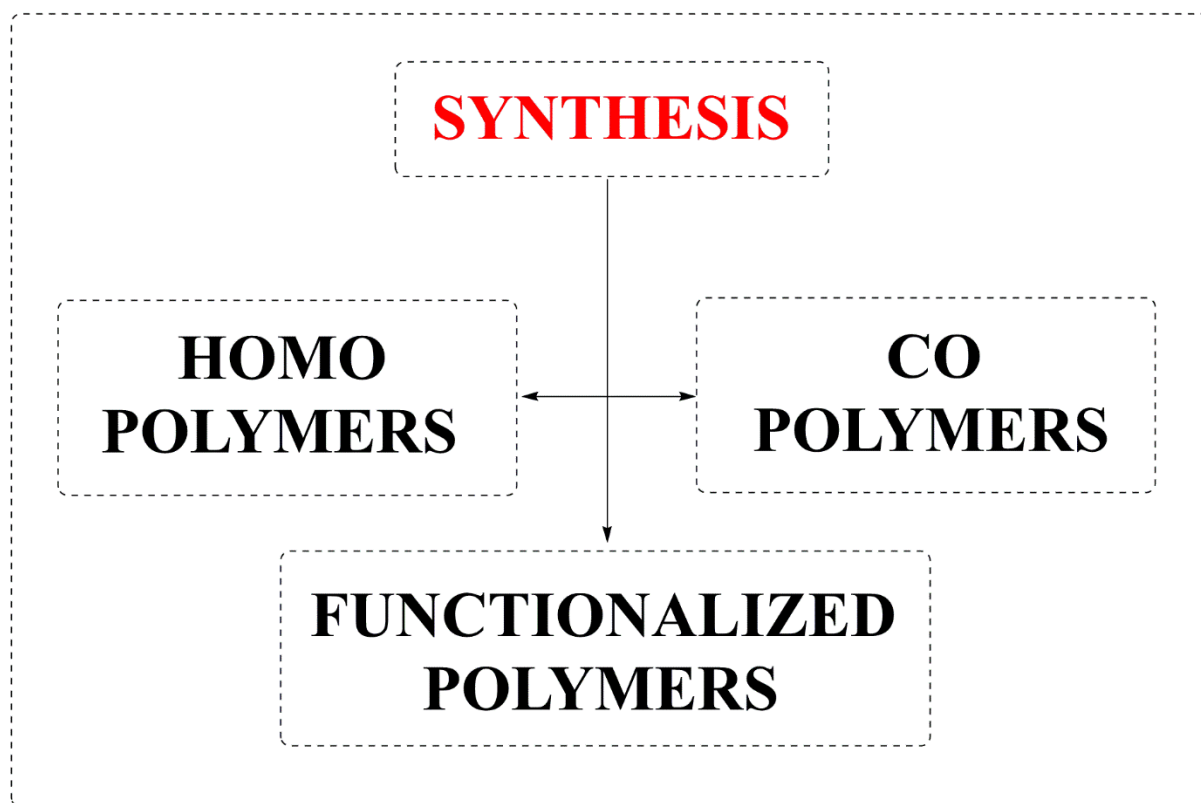 SYNTHESIS
HOMO
POLYMERS
CO
POLYMERS
FUNCTIONALIZED
POLYMERS